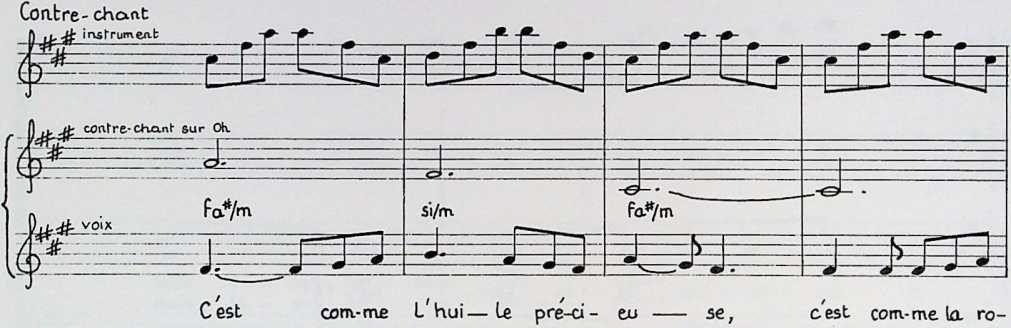 Contre-chant
instrument
contre-chant sur Oh
fa#/m si/m fa#/m
voix
C'est com-me L'hui—le pré-ci-eu—se, c'est com-me la ro-